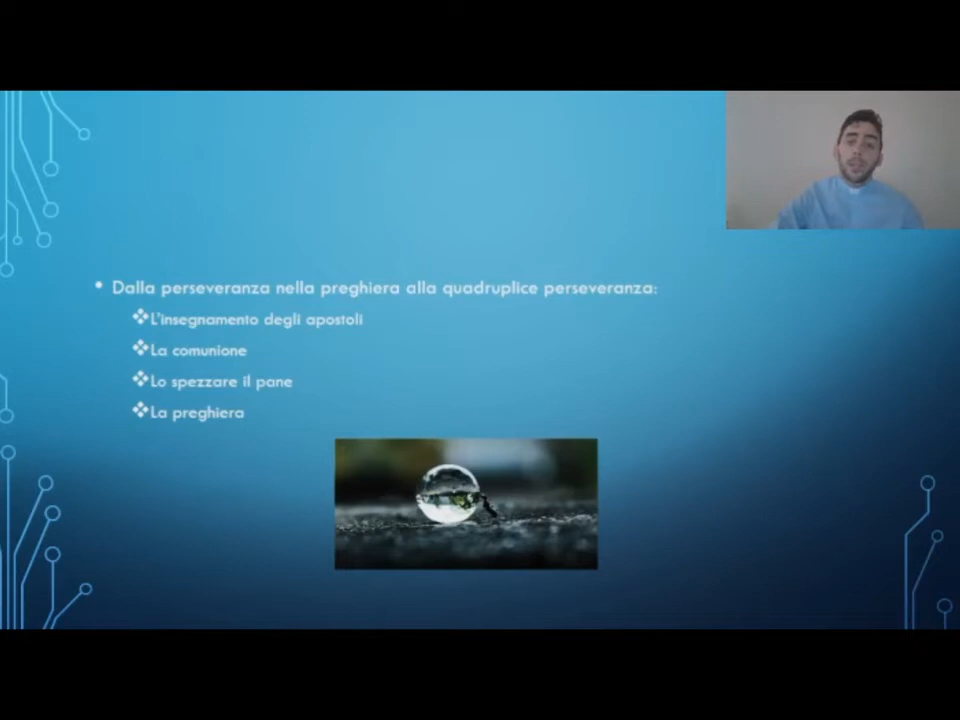 • Dalla perseveranza nella preghiera alla quadruplice perseveranza:
❖L'insegnamento degli apostoli
❖La comunione
❖Lo spezzare il pane
❖La preghiera